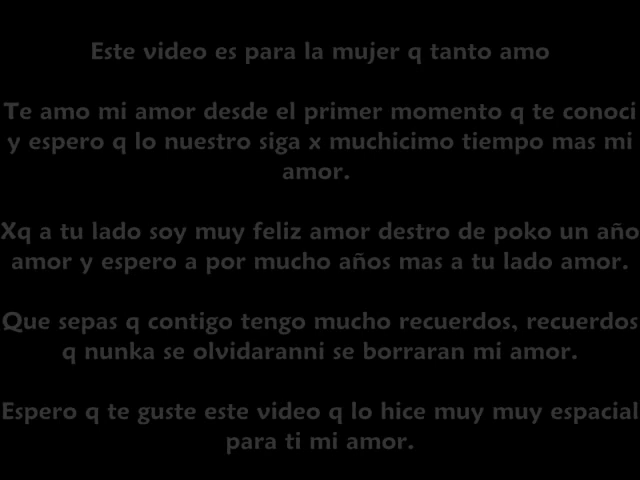 Este video es para la mujer q tanto amo
Te amo mi amor desde el primer momento q te conoci
y espero q lo nuestro siga x muchicimo tiempo mas mi
amor.
Xq a tu lado soy muy feliz amor destro de poko un año
amor y espero a por mucho años mas a tu lado amor.
Que sepas q contigo tengo mucho recuerdos, recuerdos
q nunka se olvidaranni se borraran mi amor.
Espero q te guste este video q lo hice muy muy espacial
para ti mi amor.